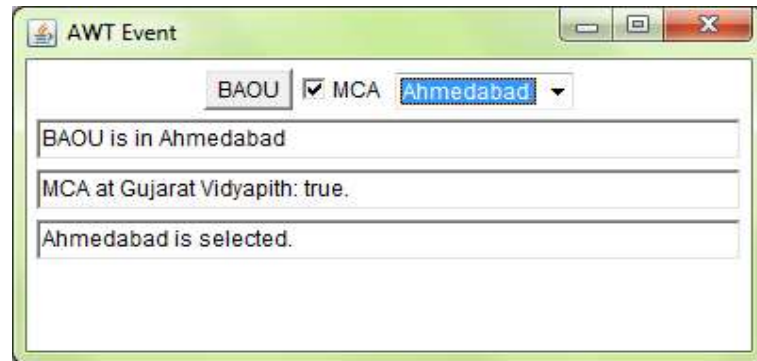 AWT Event
BAOU MCA Ahmedabad
BAOU is in Ahmedabad
MCA at Gujarat Vidyapith: true.
Ahmedabad is selected.